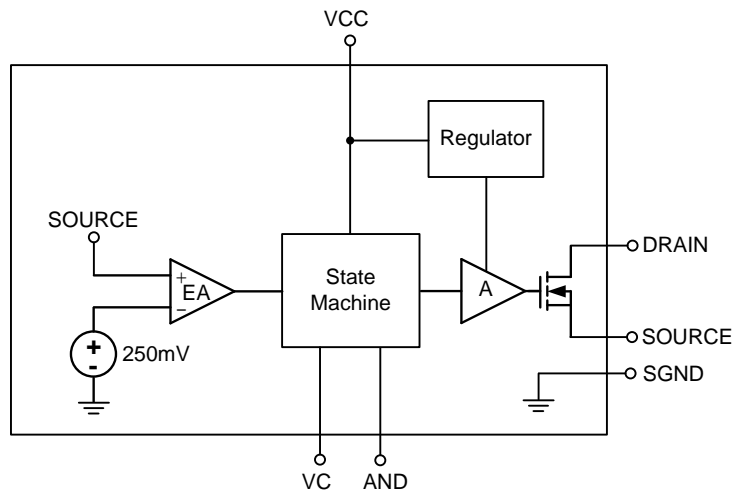 VCC
Regulator
SOURCE
DRAIN
+
EA
−
State
Machine
A
+
-
250mV
SOURCE
SGND
VC
AND